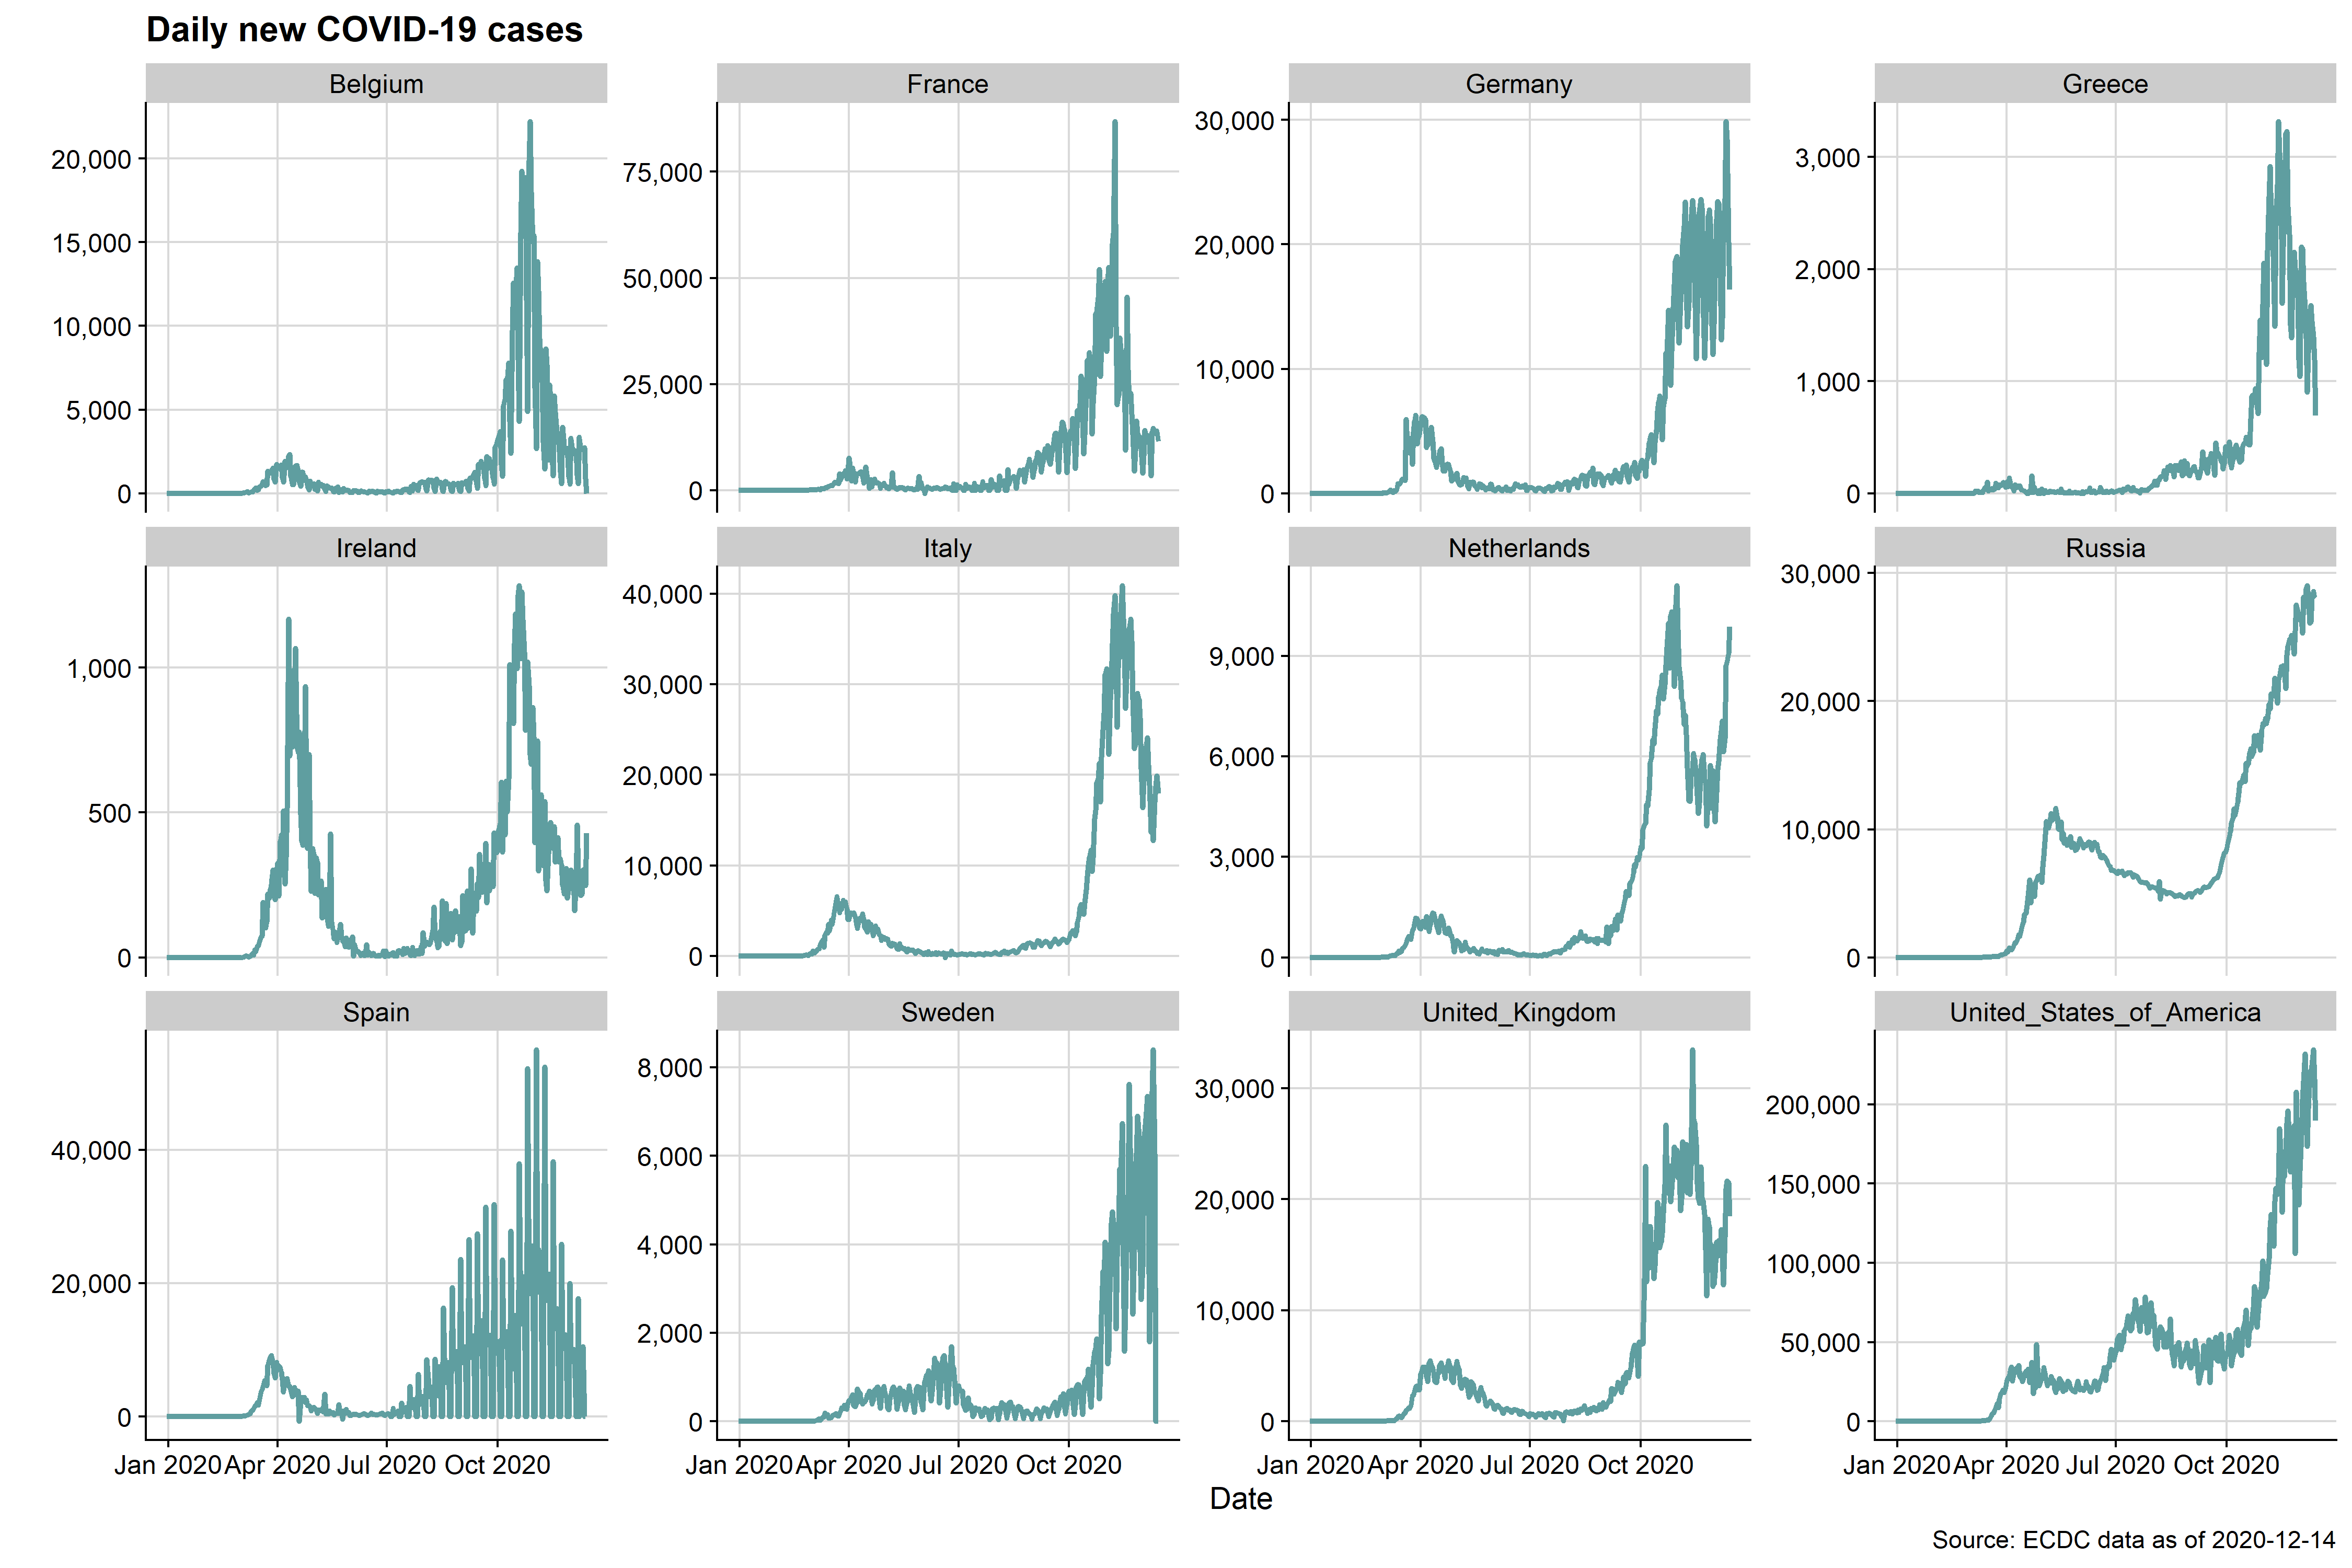 Daily new COVID-19 cases
Belgium
France
Germany
Greece
20,000
15,000
10,000
5,000
0
75,000
50,000
25,000
0
30,000
20,000
10,000
0
3,000
2,000
1,000
0
Ireland
Italy
Netherlands
Russia
1,000
500
0
40,000
30,000
20,000
10,000
0
9,000
6,000
3,000
0
30,000
20,000
10,000
0
Spain
Sweden
United_Kingdom
United_States_of_America
40,000
20,000
0
8,000
6,000
4,000
2,000
0
30,000
20,000
10,000
0
200,000
150,000
100,000
50,000
0
Jan 2020 Apr 2020 Jul 2020 Oct 2020
Jan 2020 Apr 2020 Jul 2020 Oct 2020
Jan 2020 Apr 2020 Jul 2020 Oct 2020
Jan 2020 Apr 2020 Jul 2020 Oct 2020
Date
Source: ECDC data as of 2020-12-14